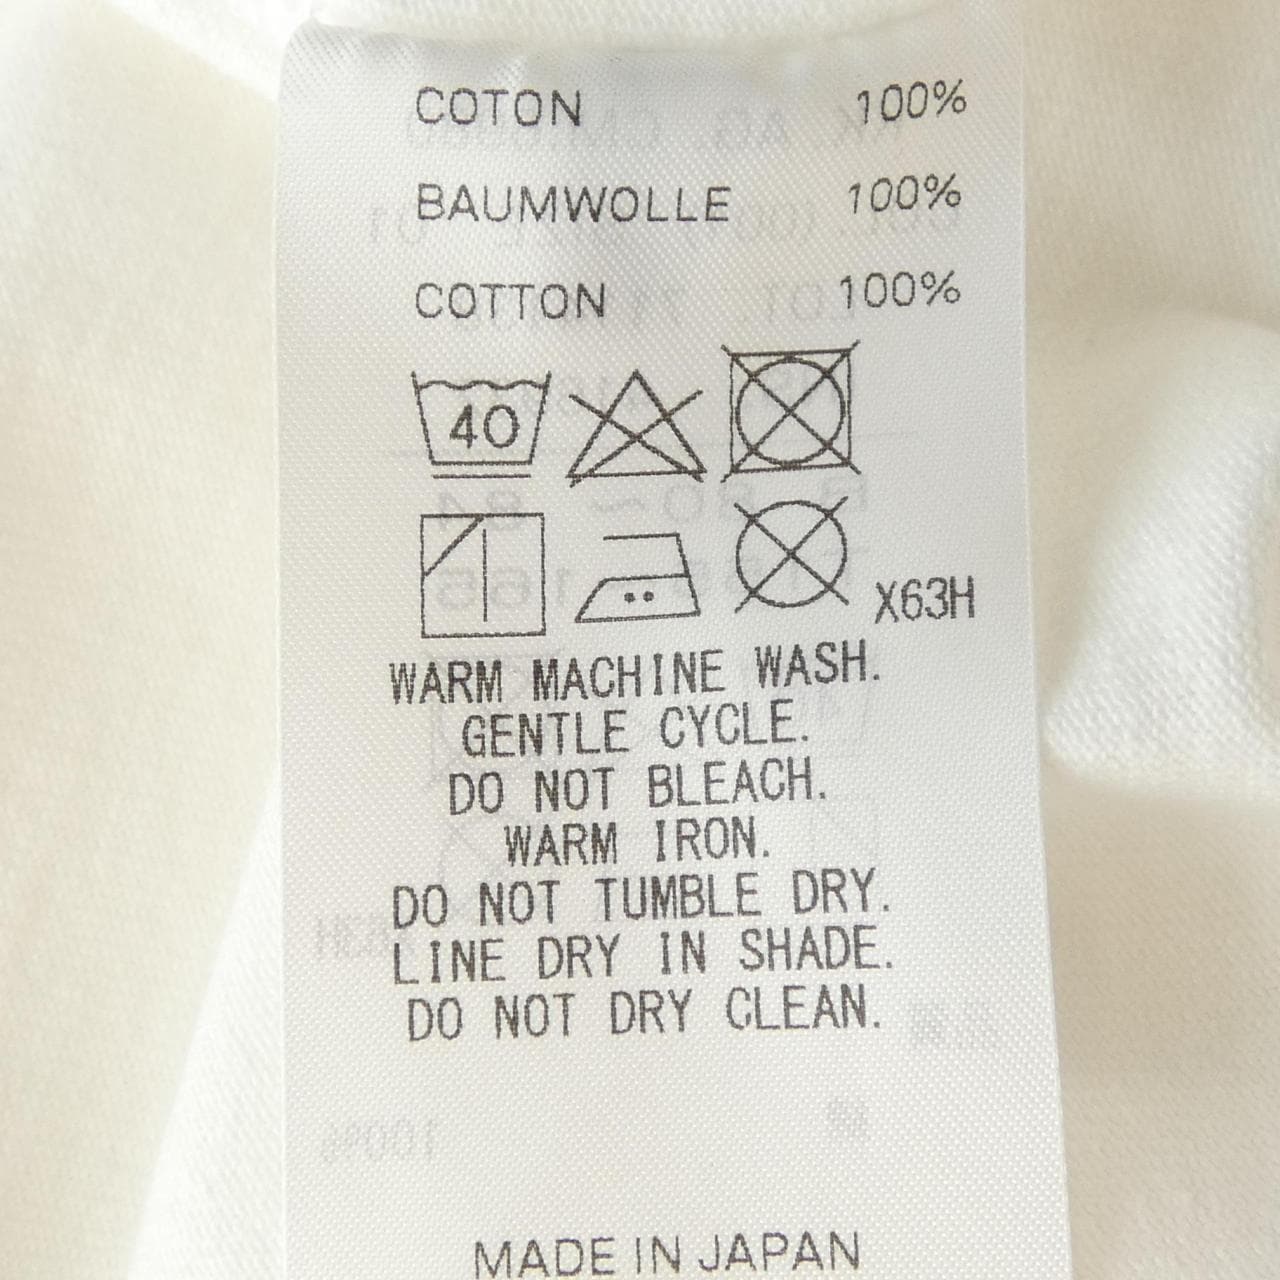 COTON 100%
BAUMWOLLE 100%
COTTON 100%
40
X63H
WARM MACHINE WASH.
GENTLE CYCLE.
DO NOT BLEACH.
WARM IRON.
DO NOT TUMBLE DRY.
LINE DRY IN SHADE.
DO NOT DRY CLEAN.
MADE IN JAPAN